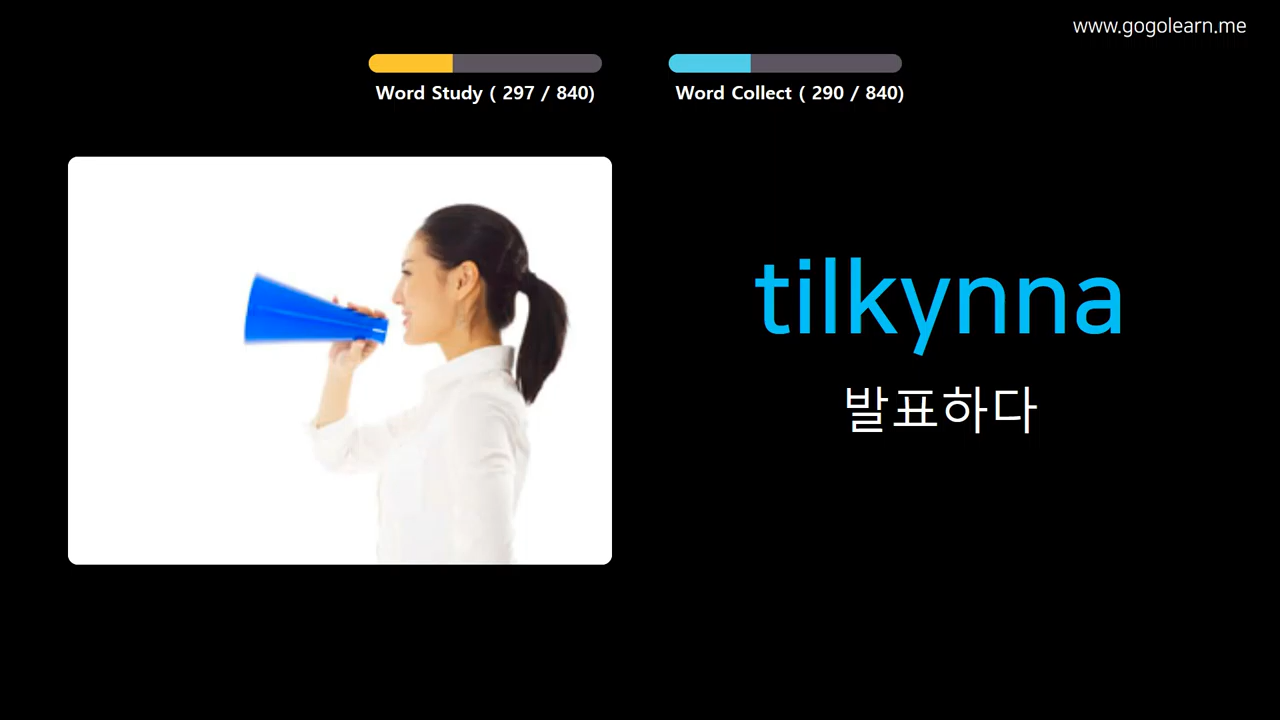 www.gogolearn.me
Word Study ( 297 / 840)
Word Collect ( 290 / 840)
tilkynna
발표하다